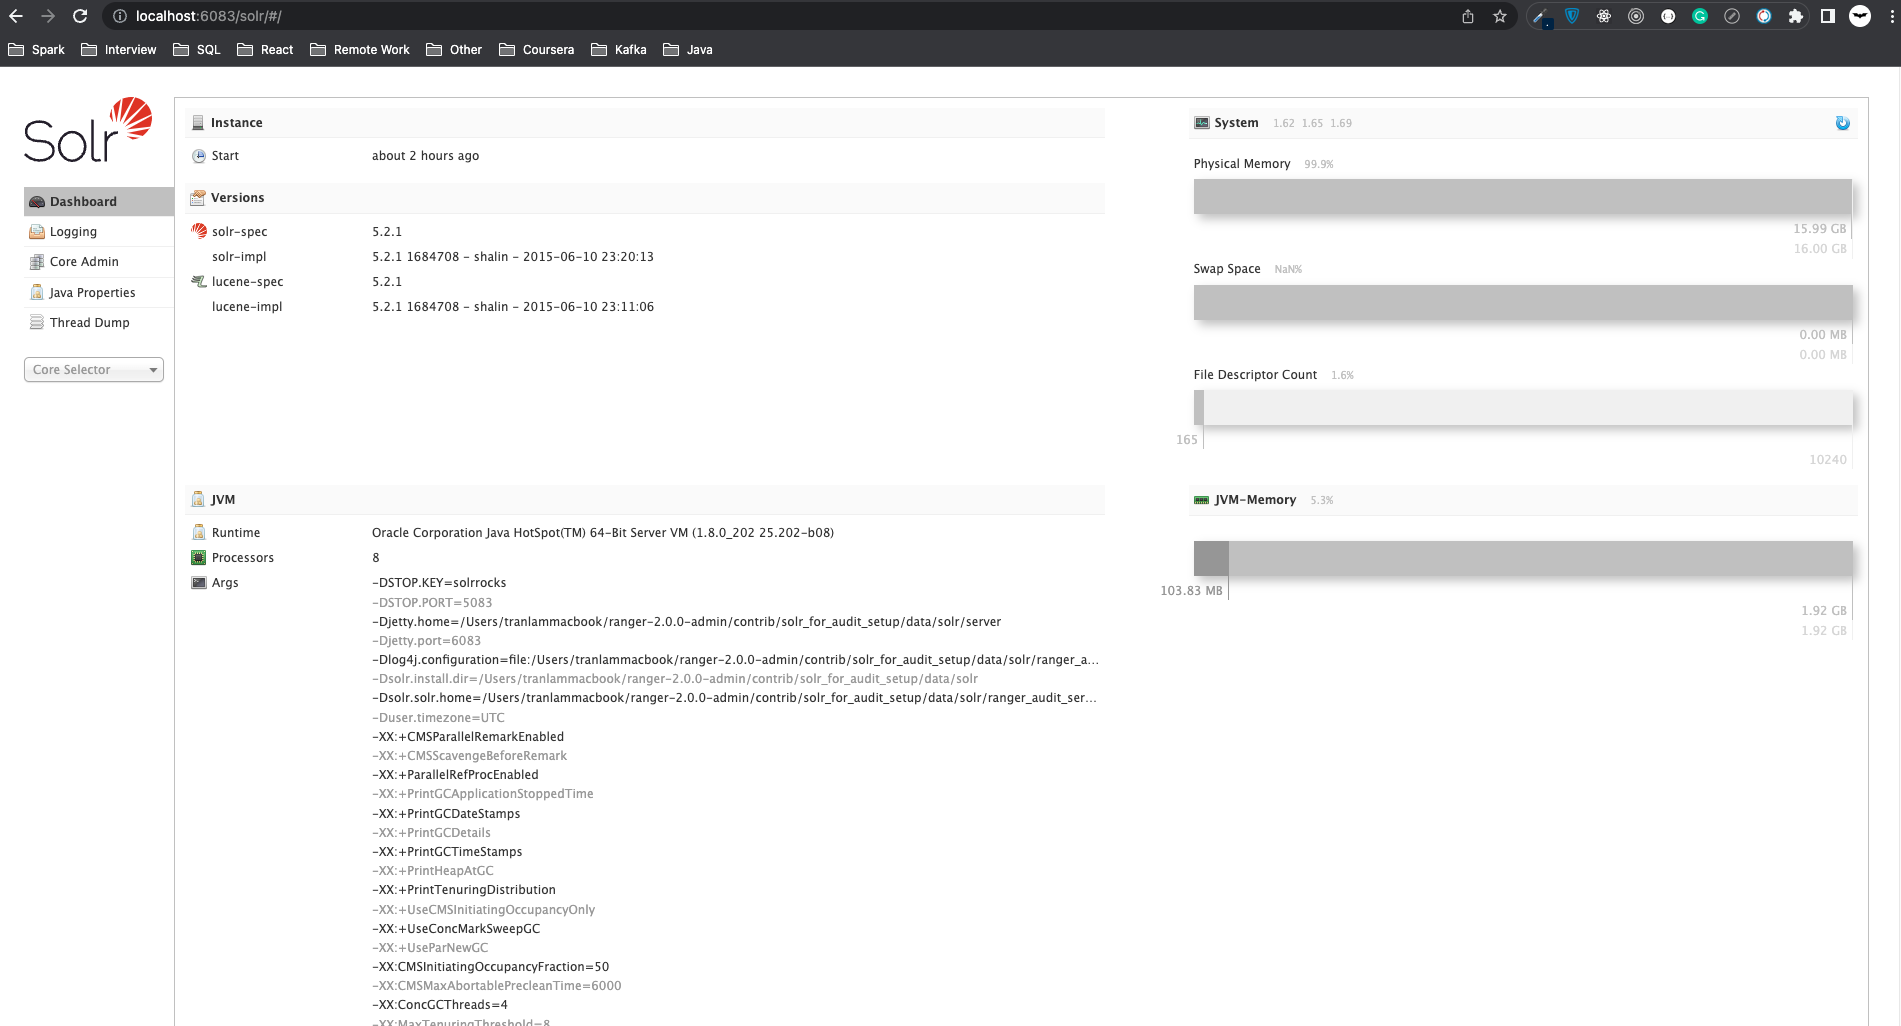 localhost:6083/solr/#/
Spark Interview SQL React Remote Work Other Coursera Kafka Java
Solr
Dashboard
Logging
Core Admin
Java Properties
Thread Dump
Core Selector
Instance
Start about 2 hours ago
Versions
solr-spec 5.2.1
solr-impl 5.2.1 1684708 - shalin - 2015-06-10 23:20:13
lucene-spec 5.2.1
lucene-impl 5.2.1 1684708 - shalin - 2015-06-10 23:11:06
System 1.62 1.65 1.69
Physical Memory 99.9%
15.99 GB
16.00 GB
Swap Space NaN%
0.00 MB
0.00 MB
File Descriptor Count 1.6%
165
10240
JVM
Runtime Oracle Corporation Java HotSpot(TM) 64-Bit Server VM (1.8.0_202 25.202-b08)
Processors 8
Args -DSTOP.KEY=solrrocks
-DSTOP.PORT=5083
-Djetty.home=/Users/tranlammacbook/ranger-2.0.0-admin/contrib/solr_for_audit_setup/data/solr/server
-Djetty.port=6083
-Dlog4j.configuration=file:/Users/tranlammacbook/ranger-2.0.0-admin/contrib/solr_for_audit_setup/data/solr/ranger_a...
-Dsolr.install.dir=/Users/tranlammacbook/ranger-2.0.0-admin/contrib/solr_for_audit_setup/data/solr
-Dsolr.solr.home=/Users/tranlammacbook/ranger-2.0.0-admin/contrib/solr_for_audit_setup/data/solr/ranger_audit_ser...
-Duser.timezone=UTC
-XX:+CMSParallelRemarkEnabled
-XX:+CMSScavengeBeforeRemark
-XX:+ParallelRefProcEnabled
-XX:+PrintGCApplicationStoppedTime
-XX:+PrintGCDateStamps
-XX:+PrintGCDetails
-XX:+PrintGCTimeStamps
-XX:+PrintHeapAtGC
-XX:+PrintTenuringDistribution
-XX:+UseCMSInitiatingOccupancyOnly
-XX:+UseConcMarkSweepGC
-XX:+UseParNewGC
-XX:CMSInitiatingOccupancyFraction=50
-XX:CMSMaxAbortablePrecleanTime=6000
-XX:ConcGCThreads=4
-XX:MaxTenuringThreshold=8
JVM-Memory 5.3%
103.83 MB
1.92 GB
1.92 GB